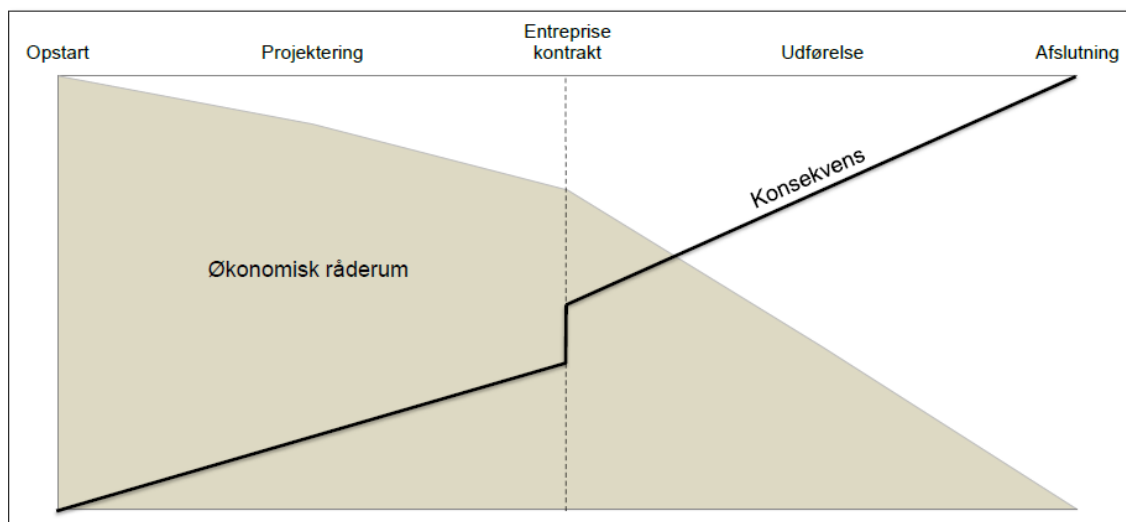 Opstart
Projektering
Entreprise
kontrakt
Udførelse
Afslutning
Konsekvens
Økonomisk råderum